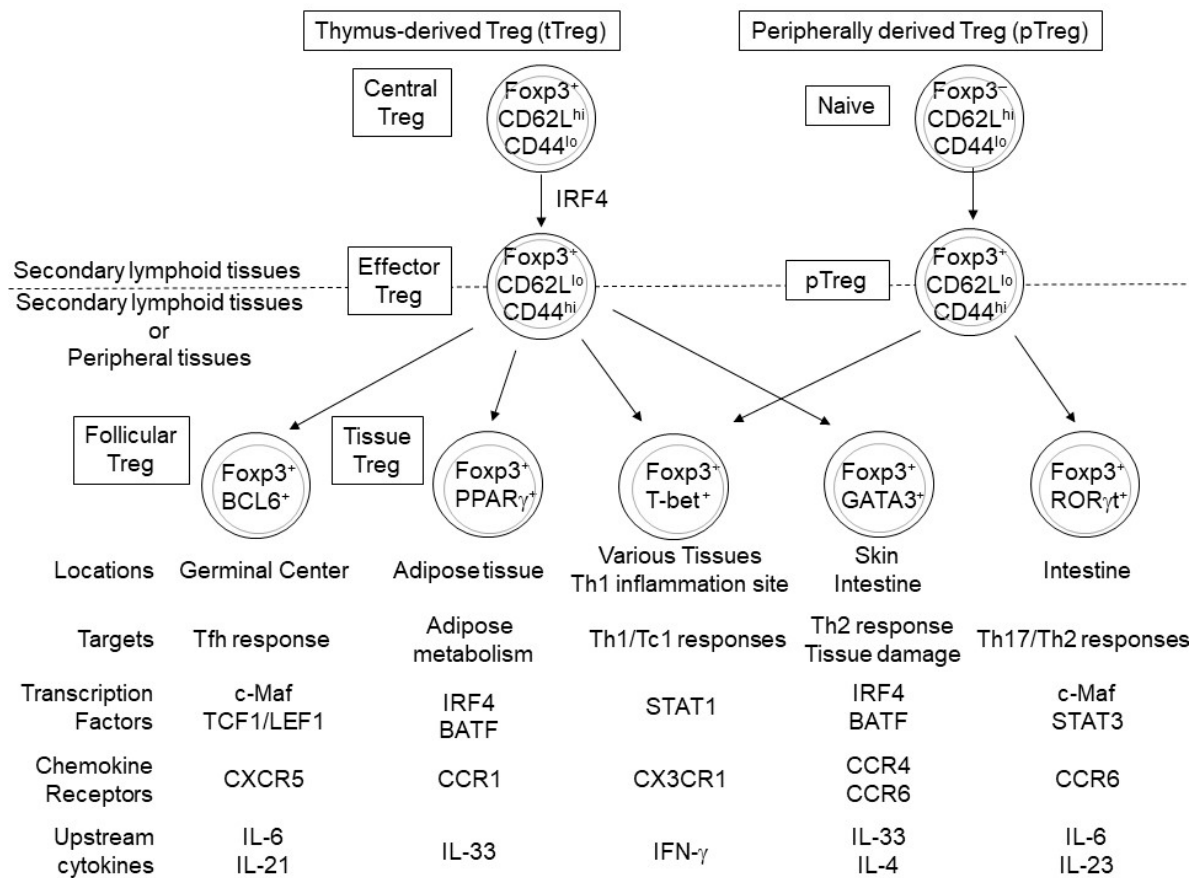 Thymus-derived Treg (tTreg)
Peripherally derived Treg (pTreg)
Central
Treg
Foxp3⁺
CD62Lʰⁱ
CD44ˡᵒ
Naive
Foxp3⁻
CD62Lʰⁱ
CD44ˡᵒ
IRF4
Secondary lymphoid tissues
Secondary lymphoid tissues
or
Peripheral tissues
Effector
Treg
Foxp3⁺
CD62Lˡᵒ
CD44ʰⁱ
pTreg
Foxp3⁺
CD62Lˡᵒ
CD44ʰⁱ
Follicular
Treg
Foxp3⁺
BCL6⁺
Tissue
Treg
Foxp3⁺
PPARγ⁺
Foxp3⁺
T-bet⁺
Foxp3⁺
GATA3⁺
Foxp3⁺
RORγt⁺
Locations
Germinal Center
Adipose tissue
Various Tissues
Th1 inflammation site
Skin
Intestine
Intestine
Targets
Tfh response
Adipose
metabolism
Th1/Tc1 responses
Th2 response
Tissue damage
Th17/Th2 responses
Transcription
Factors
c-Maf
TCF1/LEF1
IRF4
BATF
STAT1
IRF4
BATF
c-Maf
STAT3
Chemokine
Receptors
CXCR5
CCR1
CX3CR1
CCR4
CCR6
CCR6
Upstream
cytokines
IL-6
IL-21
IL-33
IFN-γ
IL-33
IL-4
IL-6
IL-23